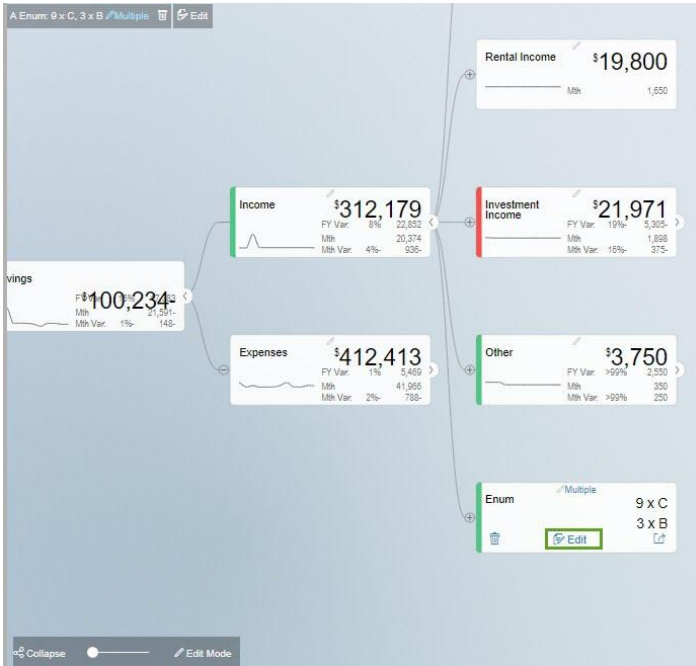 A Enum: 9 x C, 3 x B Multiple Edit
Rental Income $19,800
Mth 1,650
Income $312,179
FY Var. 8% 22,852
Mth 20,374
Mth Var. 4%- 936-
Investment
Income $21,971
FY Var. 19%- 5,305-
Mth 1,898
Mth Var. 16%- 375-
vings
$100,234-
Mth 21,591-
Mth Var. 1%- 148-
Expenses $412,413
FY Var. 1% 5,469
Mth 41,966
Mth Var. 2%- 788-
Other $3,750
FY Var. >99% 2,550
Mth 350
Mth Var. >99% 250
Multiple
Enum 9 x C
3 x B
Edit
Collapse Edit Mode